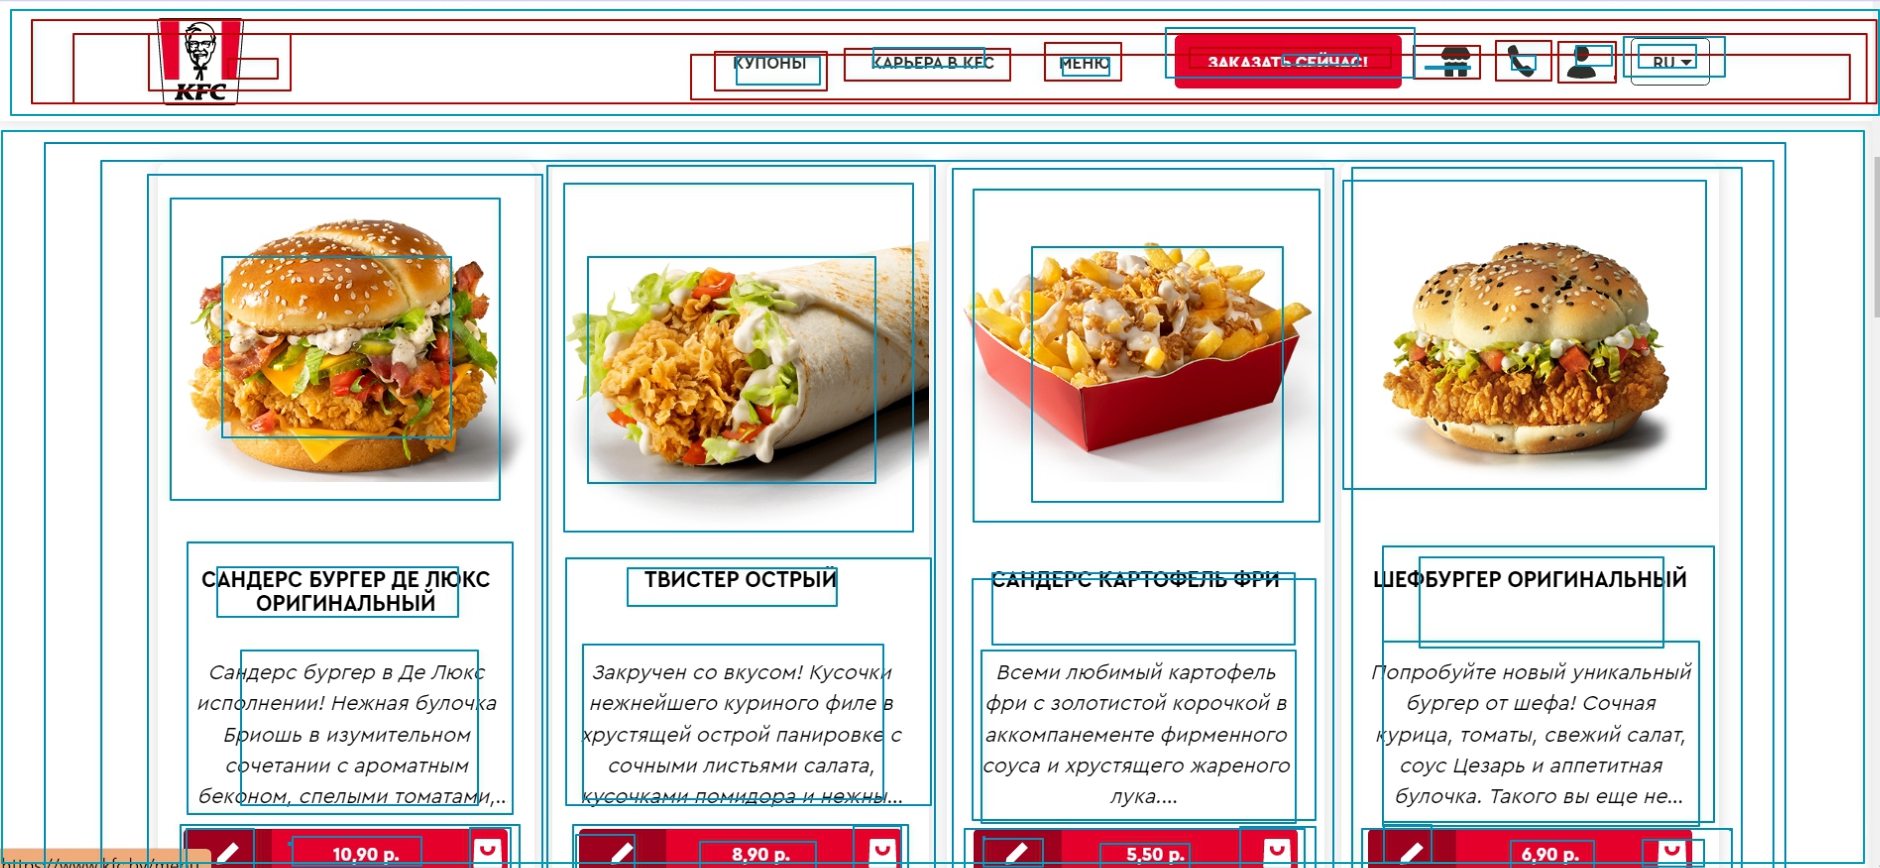 KFC
КУПОНЫ
КАРЬЕРА В KFC
МЕНЮ
ЗАКАЗАТЬ СЕЙЧАС!
RU
САНДЕРС БУРГЕР ДЕ ЛЮКС
ОРИГИНАЛЬНЫЙ
Сандерс бургер в Де Люкс
исполнении! Нежная булочка
Бриошь в изумительном
сочетании с ароматным
беконом, спелыми томатами,..
10,90 р.
ТВИСТЕР ОСТРЫЙ
Закручен со вкусом! Кусочки
нежнейшего куриного филе в
хрустящей острой панировке с
сочными листьями салата,
кусочками помидора и нежны...
8,90 р.
САНДЕРС КАРТОФЕЛЬ ФРИ
Всеми любимый картофель
фри с золотистой корочкой в
аккомпанементе фирменного
соуса и хрустящего жареного
лука....
5,50 р.
ШЕФБУРГЕР ОРИГИНАЛЬНЫЙ
Попробуйте новый уникальный
бургер от шефа! Сочная
курица, томаты, свежий салат,
соус Цезарь и аппетитная
булочка. Такого вы еще не...
6,90 р.
https://www.kfc.by/menu